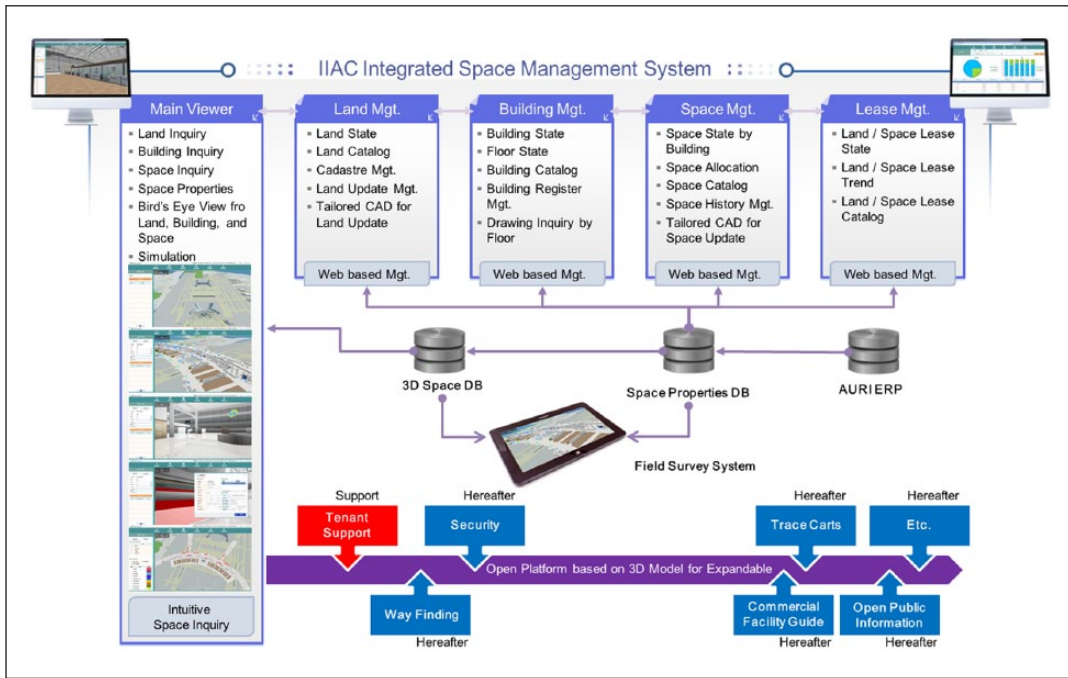 IIAC Integrated Space Management System
Main Viewer
Land Inquiry
Building Inquiry
Space Inquiry
Space Properties
Bird's Eye View fro
Land, Building, and
Space
Simulation
Intuitive
Space Inquiry
Land Mgt.
Land State
Land Catalog
Cadastre Mgt.
Land Update Mgt.
Tailored CAD for
Land Update
Web based Mgt.
Building Mgt.
Building State
Floor State
Building Catalog
Building Register
Mgt.
Drawing Inquiry by
Floor
Web based Mgt.
Space Mgt.
Space State by
Building
Space Allocation
Space Catalog
Space History Mgt.
Tailored CAD for
Space Update
Web based Mgt.
Lease Mgt.
Land / Space Lease
State
Land / Space Lease
Trend
Land / Space Lease
Catalog
Web based Mgt.
3D Space DB
Space Properties DB
AURIERP
Field Survey System
Support
Tenant
Support
Hereafter
Security
Hereafter
Trace Carts
Hereafter
Etc.
Open Platform based on 3D Model for Expandable
Way Finding
Hereafter
Commercial
Facility Guide
Hereafter
Open Public
Information
Hereafter